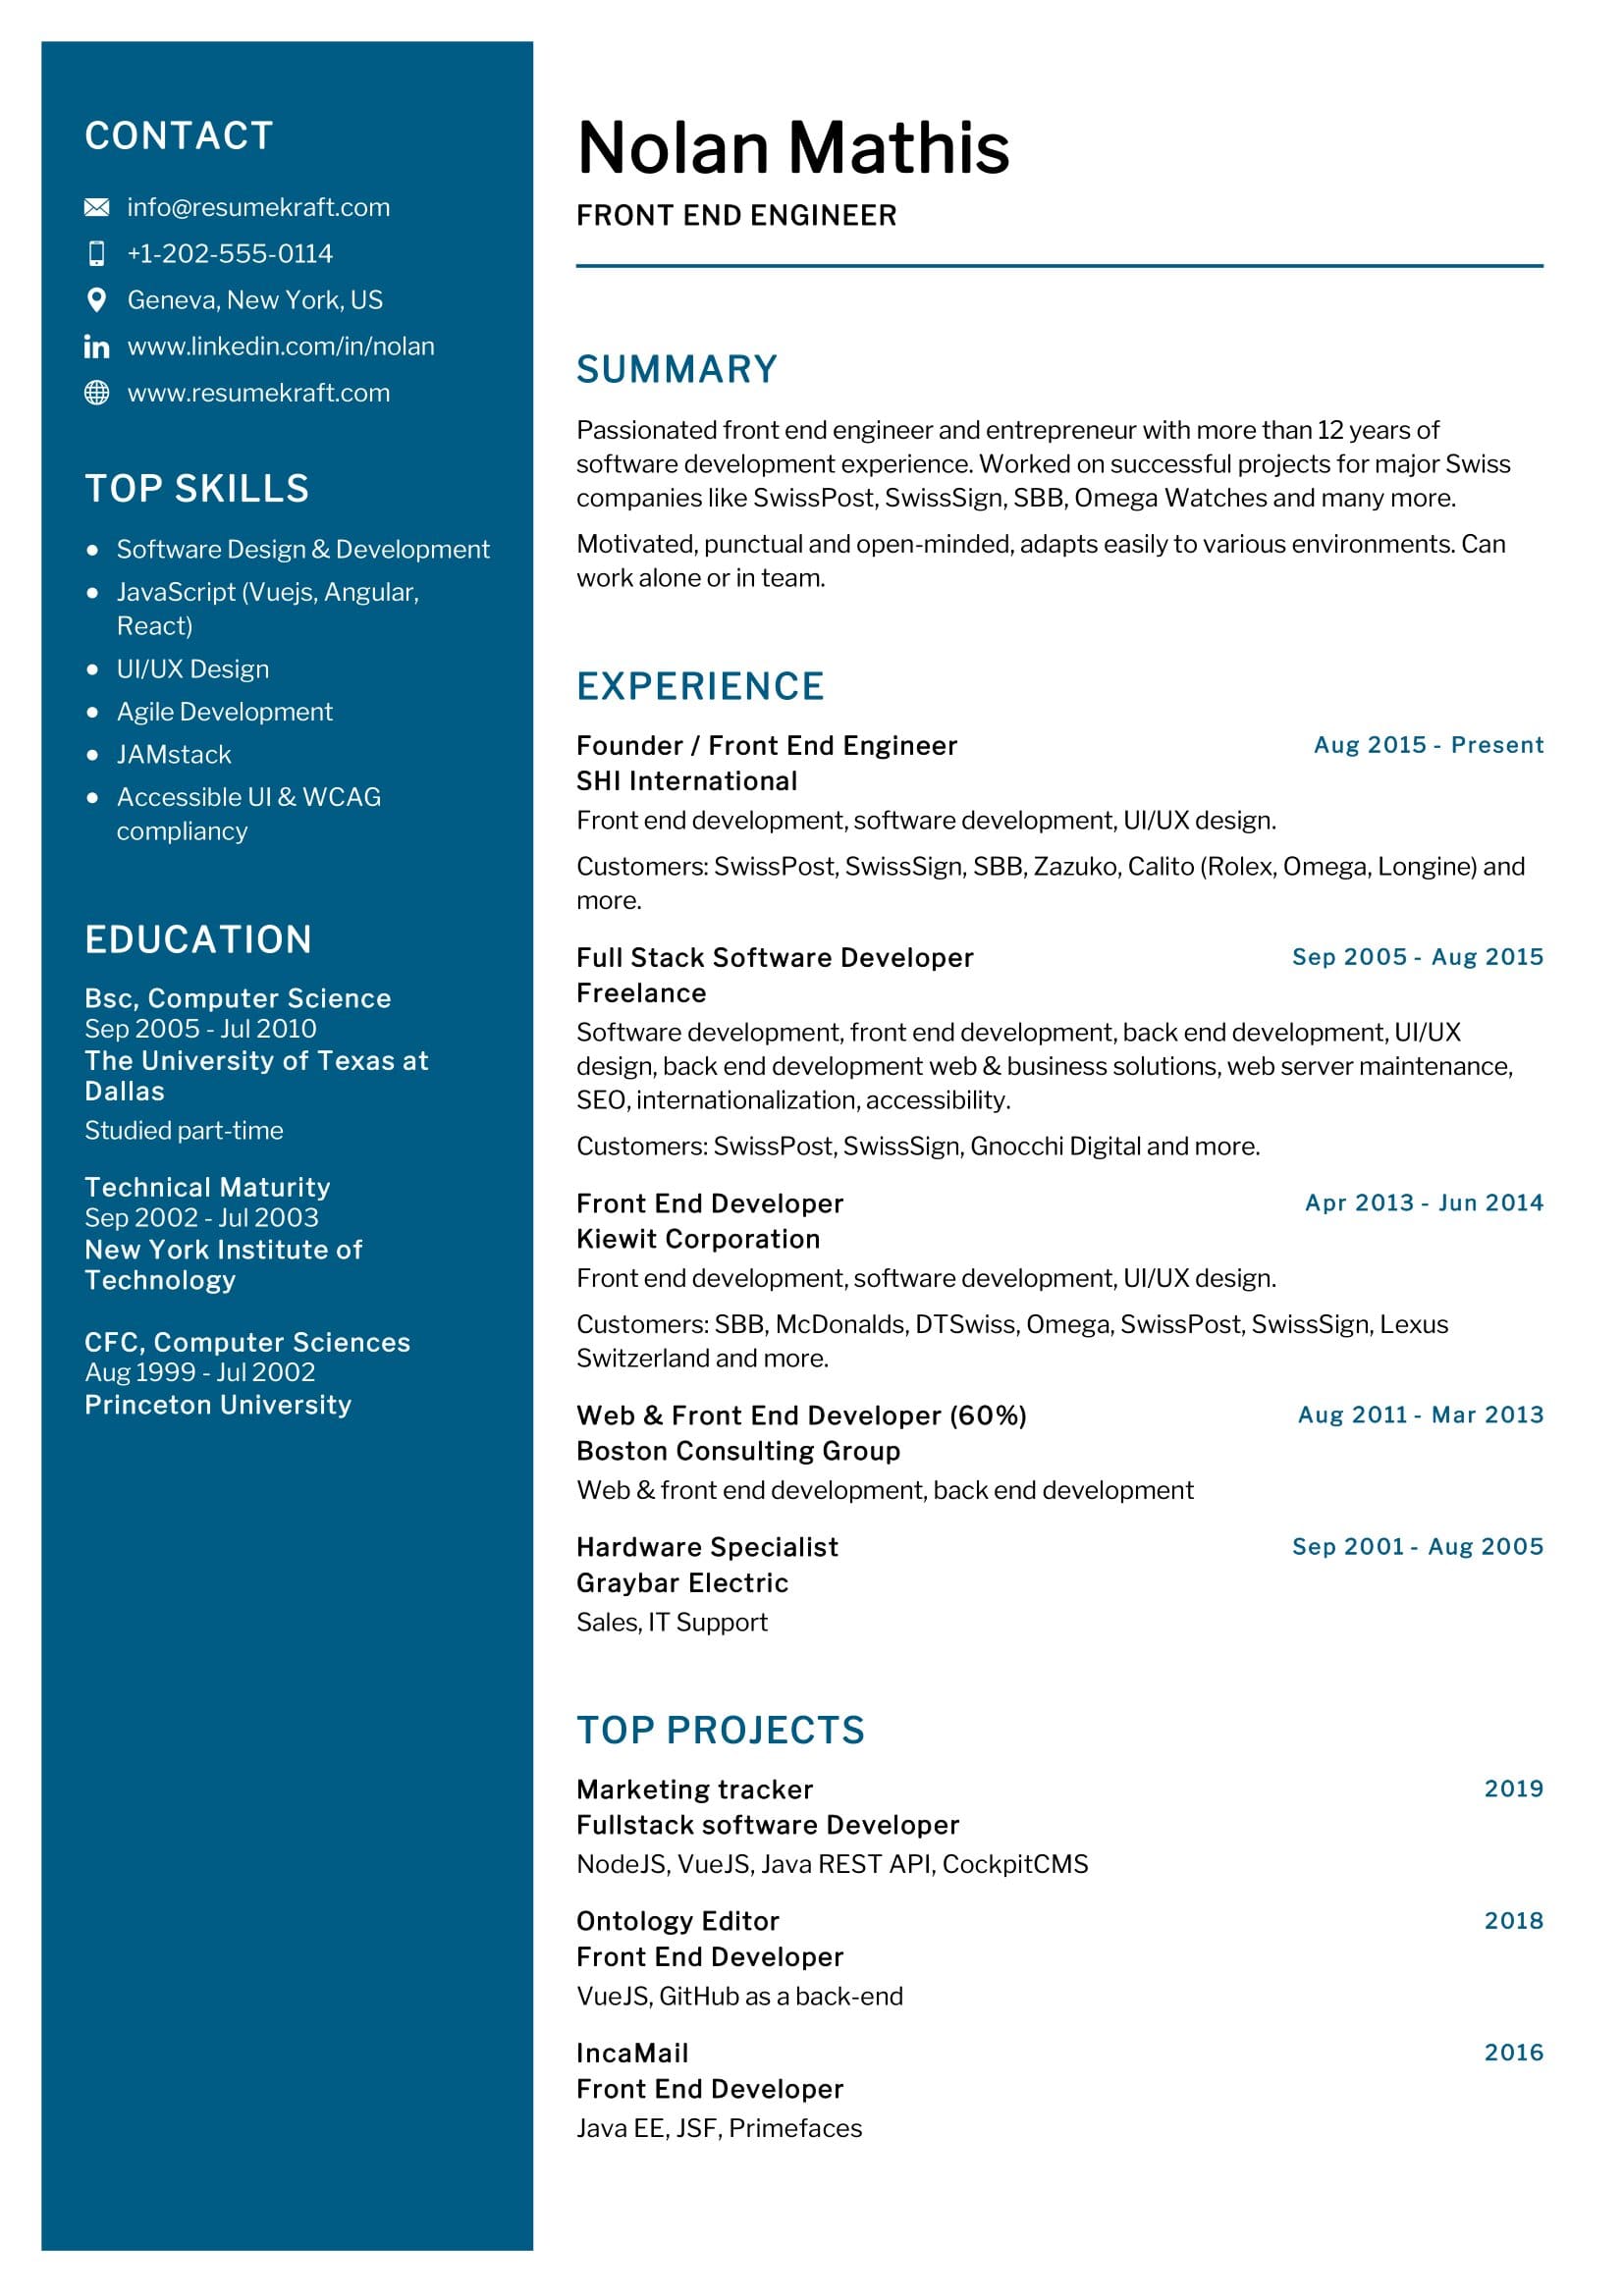 CONTACT
info@resumekraft.com
+1-202-555-0114
Geneva, New York, US
www.linkedin.com/in/nolan
www.resumekraft.com
TOP SKILLS
● Software Design & Development
● JavaScript (Vuejs, Angular,
React)
● UI/UX Design
● Agile Development
● JAMstack
● Accessible UI & WCAG
compliancy
EDUCATION
Bsc, Computer Science
Sep 2005 - Jul 2010
The University of Texas at
Dallas
Studied part-time
Technical Maturity
Sep 2002 - Jul 2003
New York Institute of
Technology
CFC, Computer Sciences
Aug 1999 - Jul 2002
Princeton University
Nolan Mathis
FRONT END ENGINEER
SUMMARY
Passionated front end engineer and entrepreneur with more than 12 years of
software development experience. Worked on successful projects for major Swiss
companies like SwissPost, SwissSign, SBB, Omega Watches and many more.
Motivated, punctual and open-minded, adapts easily to various environments. Can
work alone or in team.
EXPERIENCE
Founder / Front End Engineer Aug 2015 - Present
SHI International
Front end development, software development, UI/UX design.
Customers: SwissPost, SwissSign, SBB, Zazuko, Calito (Rolex, Omega, Longine) and
more.
Full Stack Software Developer Sep 2005 - Aug 2015
Freelance
Software development, front end development, back end development, UI/UX
design, back end development web & business solutions, web server maintenance,
SEO, internationalization, accessibility.
Customers: SwissPost, SwissSign, Gnocchi Digital and more.
Front End Developer Apr 2013 - Jun 2014
Kiewit Corporation
Front end development, software development, UI/UX design.
Customers: SBB, McDonalds, DTSwiss, Omega, SwissPost, SwissSign, Lexus
Switzerland and more.
Web & Front End Developer (60%) Aug 2011 - Mar 2013
Boston Consulting Group
Web & front end development, back end development
Hardware Specialist Sep 2001 - Aug 2005
Graybar Electric
Sales, IT Support
TOP PROJECTS
Marketing tracker 2019
Fullstack software Developer
NodeJS, VueJS, Java REST API, CockpitCMS
Ontology Editor 2018
Front End Developer
VueJS, GitHub as a back-end
IncaMail 2016
Front End Developer
Java EE, JSF, Primefaces